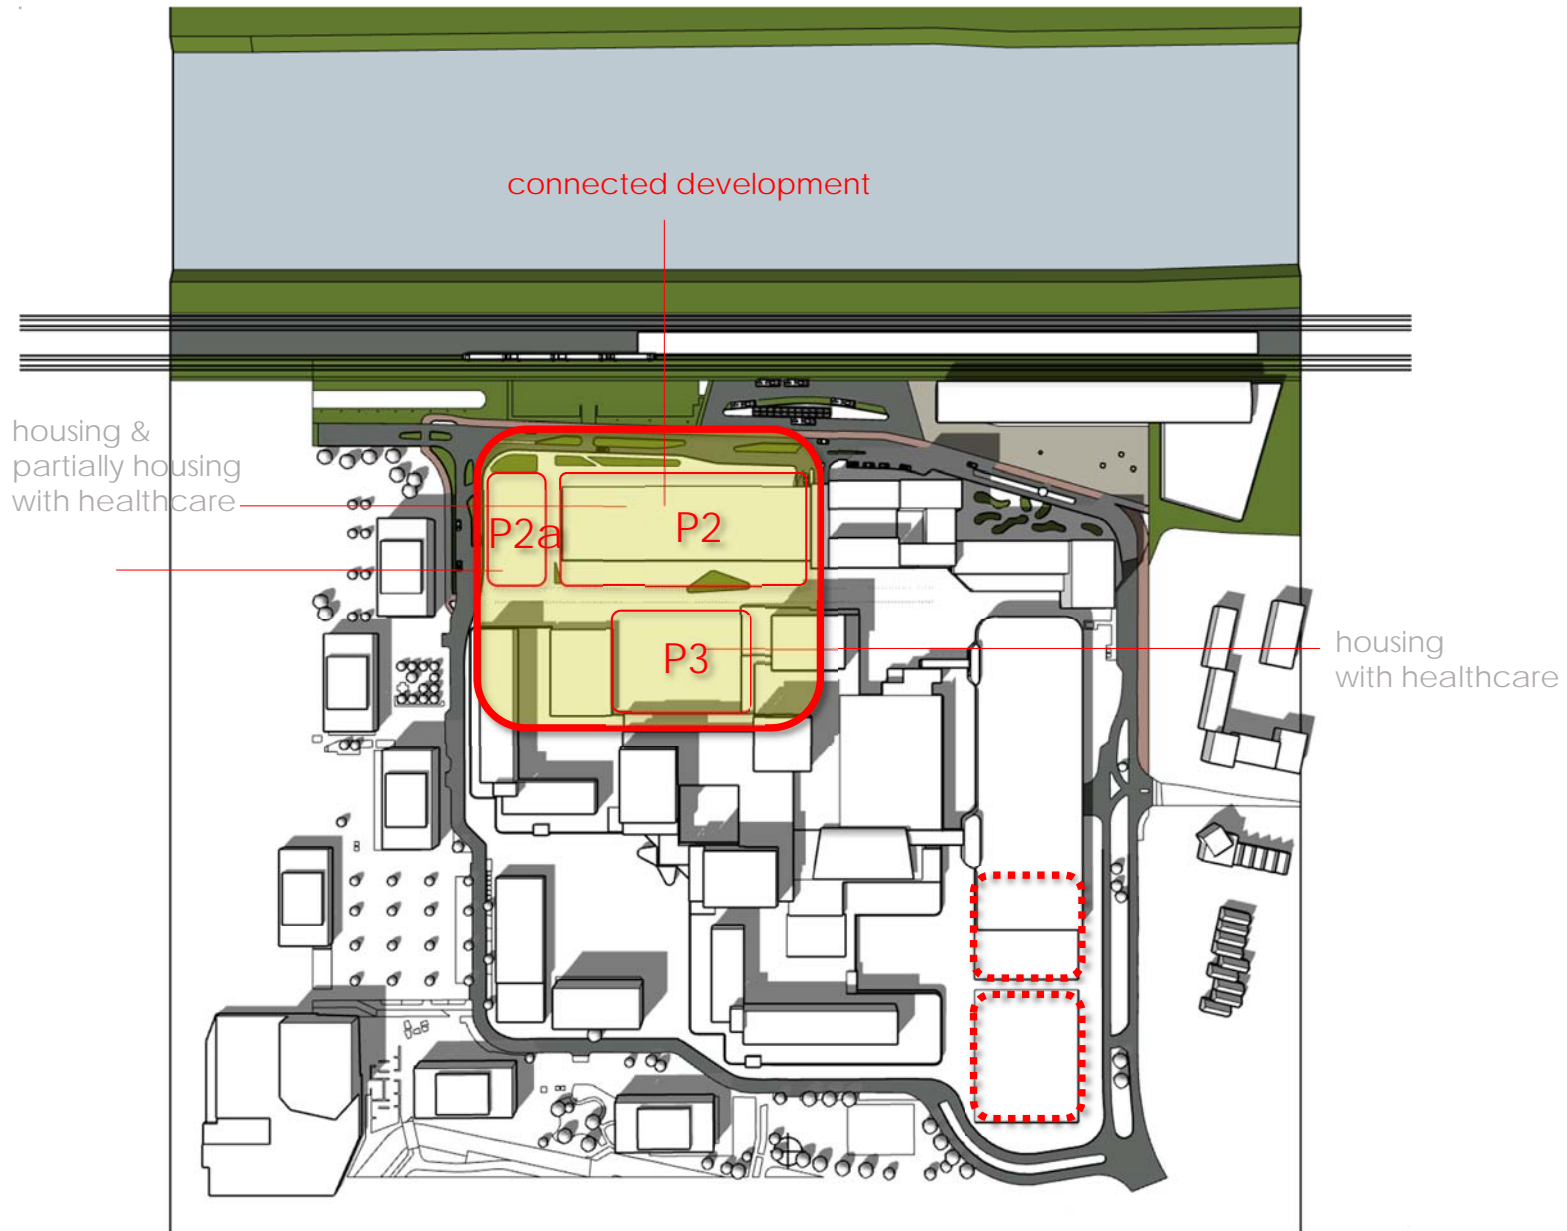 connected development
housing &
partially housing
with healthcare
P2a
P2
P3
housing
with healthcare